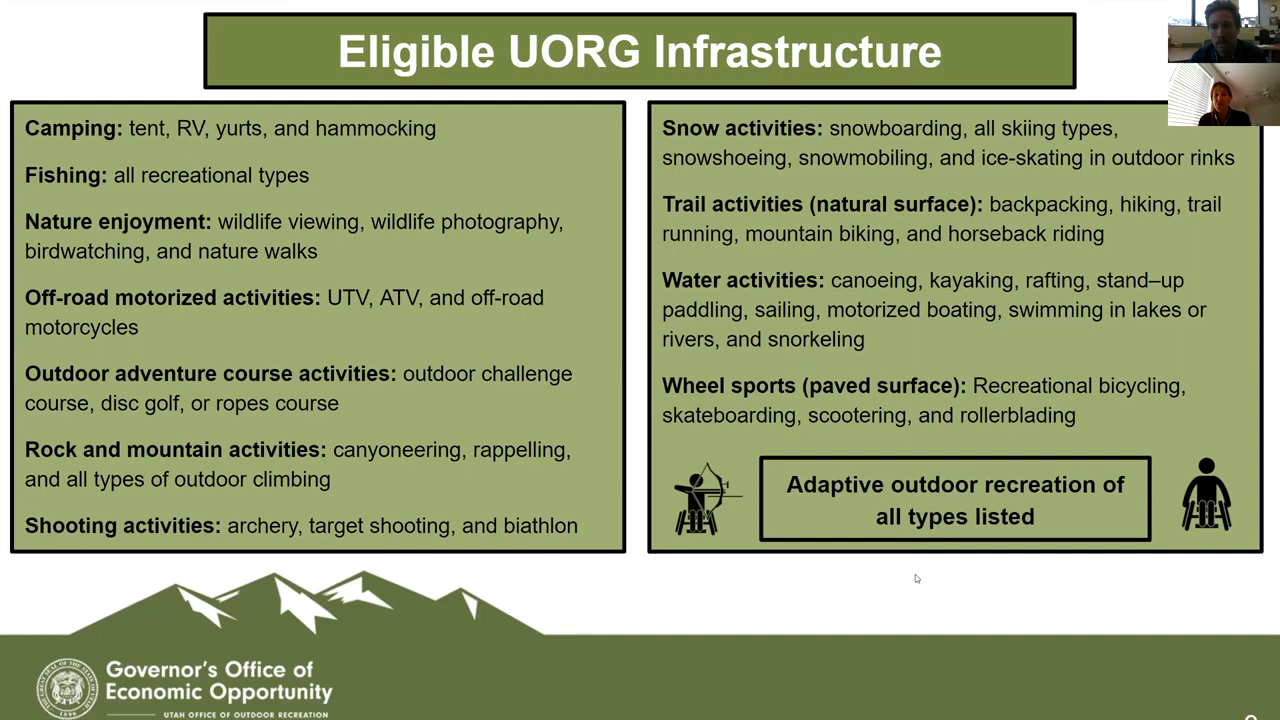 Eligible UORG Infrastructure
Camping: tent, RV, yurts, and hammocking
Fishing: all recreational types
Nature enjoyment: wildlife viewing, wildlife photography,
birdwatching, and nature walks
Off-road motorized activities: UTV, ATV, and off-road
motorcycles
Outdoor adventure course activities: outdoor challenge
course, disc golf, or ropes course
Rock and mountain activities: canyoneering, rappelling,
and all types of outdoor climbing
Shooting activities: archery, target shooting, and biathlon
Snow activities: snowboarding, all skiing types,
snowshoeing, snowmobiling, and ice-skating in outdoor rinks
Trail activities (natural surface): backpacking, hiking, trail
running, mountain biking, and horseback riding
Water activities: canoeing, kayaking, rafting, stand–up
paddling, sailing, motorized boating, swimming in lakes or
rivers, and snorkeling
Wheel sports (paved surface): Recreational bicycling,
skateboarding, scootering, and rollerblading
Adaptive outdoor recreation of
all types listed
Governor's Office of
Economic Opportunity
UTAH OFFICE OF OUTDOOR RECREATION